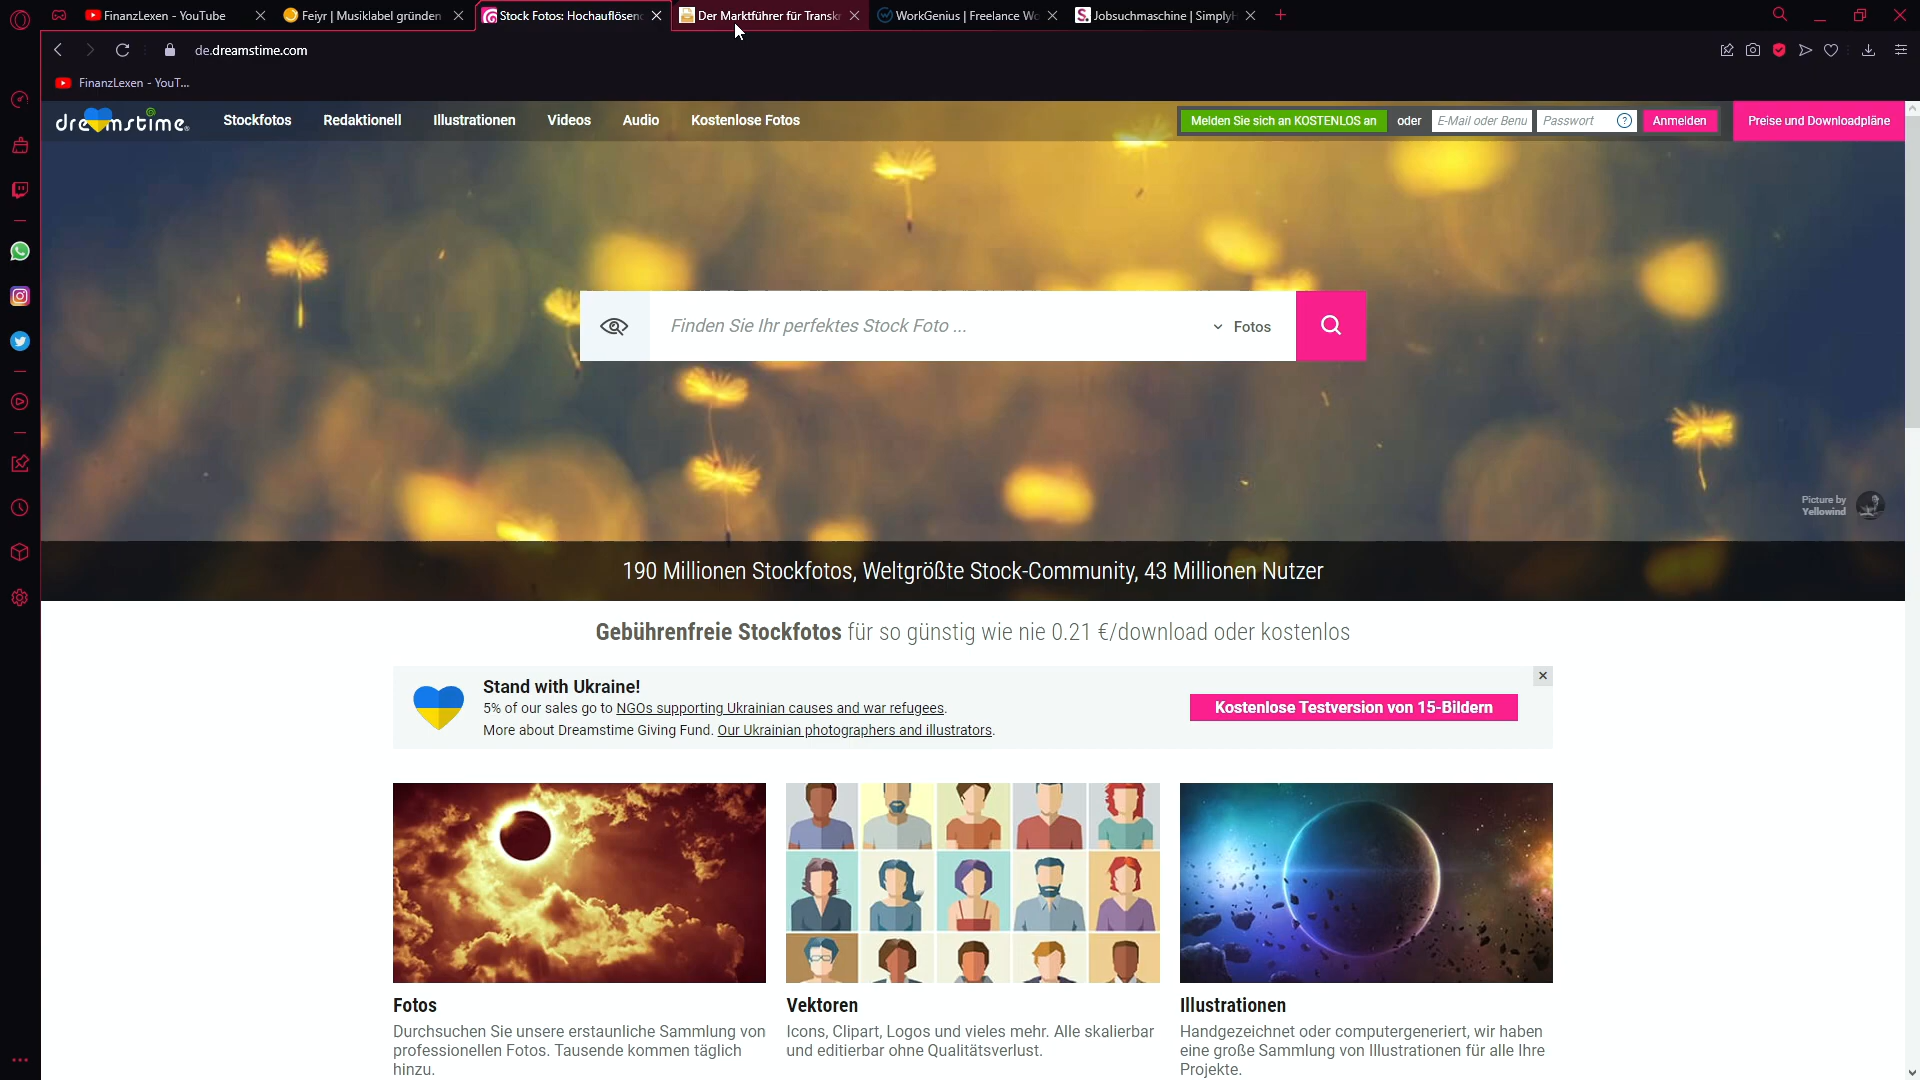 FinanzLexen - YouTube
Feiyr | Musiklabel gründen
Stock Fotos: Hochauflösen
Der Marktführer für Transk
WorkGenius | Freelance Wo
Jobsuchmaschine | SimplyH
de.dreamstime.com
FinanzLexen - YouT...
dreamstime
Stockfotos
Redaktionell
Illustrationen
Videos
Audio
Kostenlose Fotos
Melden Sie sich an KOSTENLOS an
oder
E-Mail oder Benu
Passwort
Anmelden
Preise und Downloadpläne
Finden Sie Ihr perfektes Stock Foto ...
Fotos
Picture by
Yellowind
190 Millionen Stockfotos, Weltgrößte Stock-Community, 43 Millionen Nutzer
Gebührenfreie Stockfotos für so günstig wie nie 0.21 €/download oder kostenlos
Stand with Ukraine!
5% of our sales go to NGOs supporting Ukrainian causes and war refugees.
More about Dreamstime Giving Fund. Our Ukrainian photographers and illustrators.
Kostenlose Testversion von 15-Bildern
Fotos
Durchsuchen Sie unsere erstaunliche Sammlung von
professionellen Fotos. Tausende kommen täglich
hinzu.
Vektoren
Icons, Clipart, Logos und vieles mehr. Alle skalierbar
und editierbar ohne Qualitätsverlust.
Illustrationen
Handgezeichnet oder computergeneriert, wir haben
eine große Sammlung von Illustrationen für alle Ihre
Projekte.